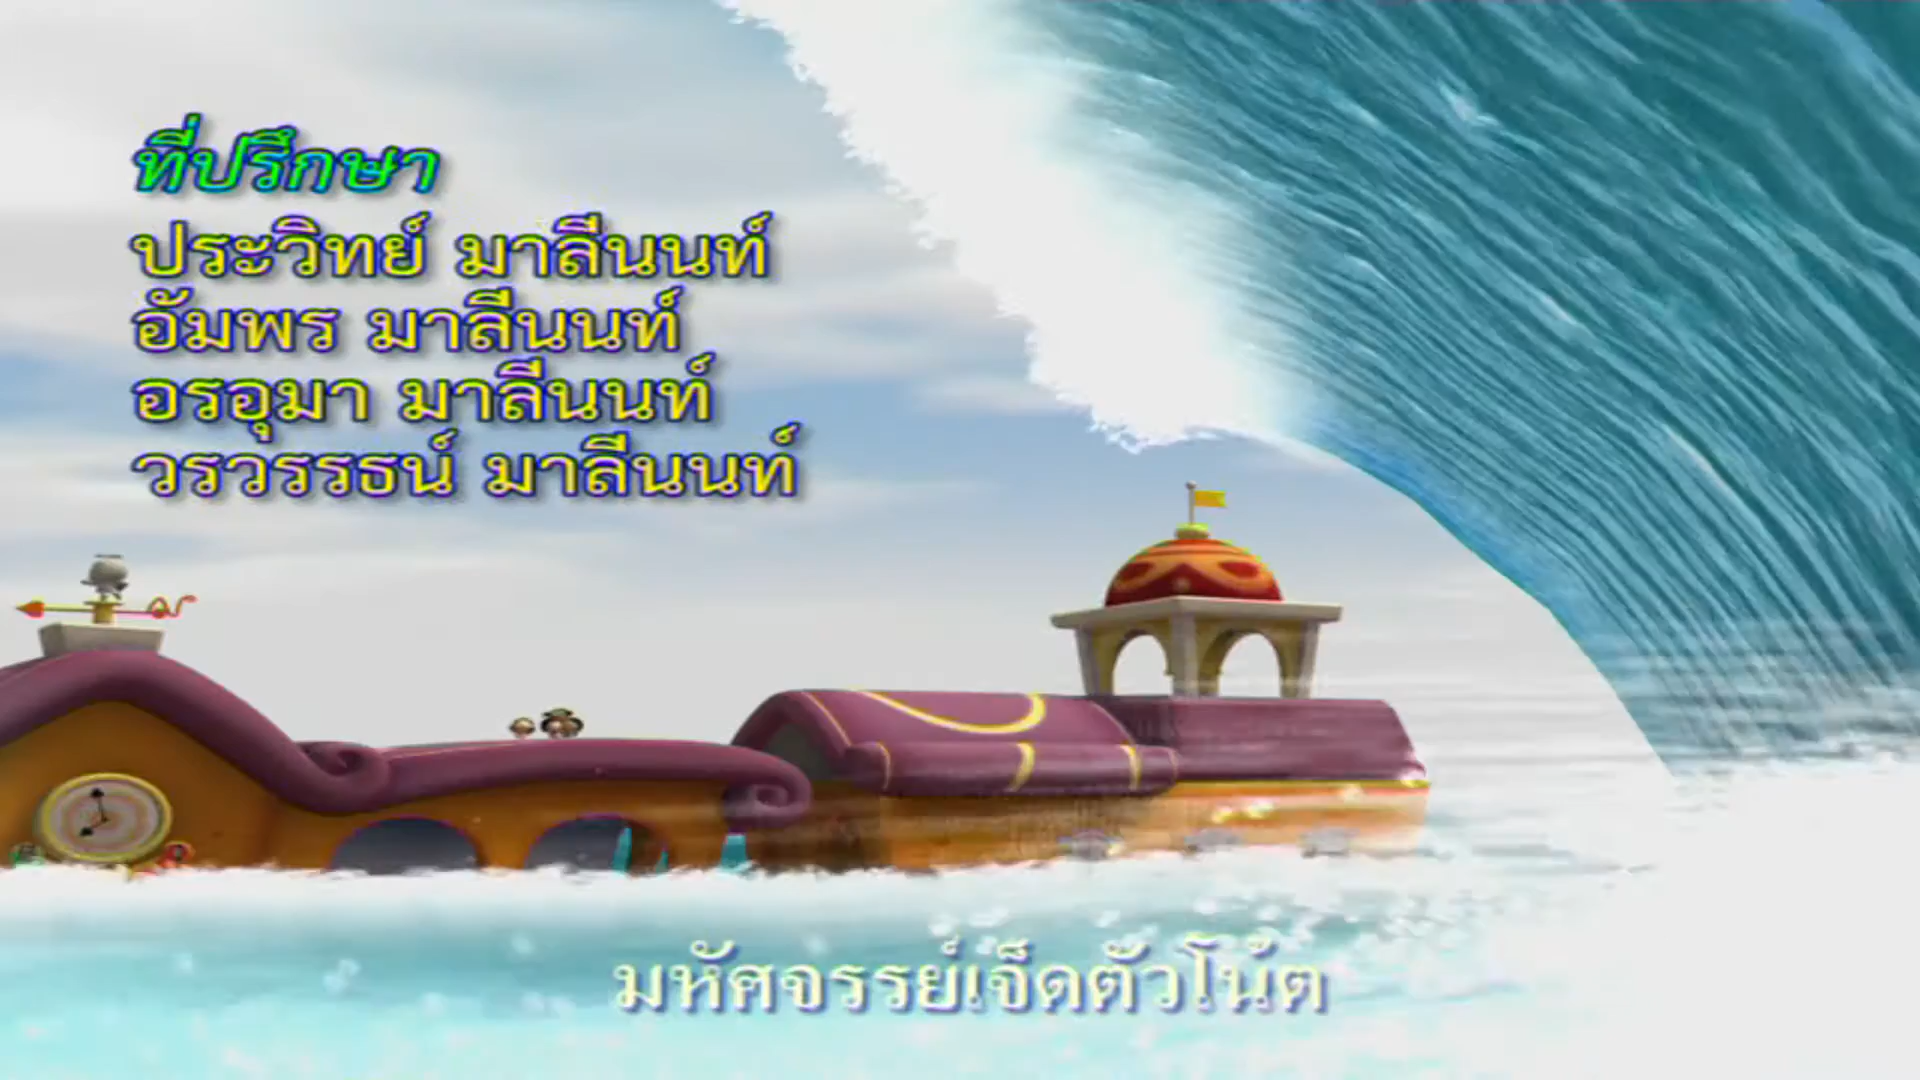 ที่ปรึกษา
ประวิทย์ มาลีนนท์
อัมพร มาลีนนท์
อรอุมา มาลีนนท์
วรวรรธน์ มาลีนนท์
มหัศจรรย์เจ็ดตัวโน้ต